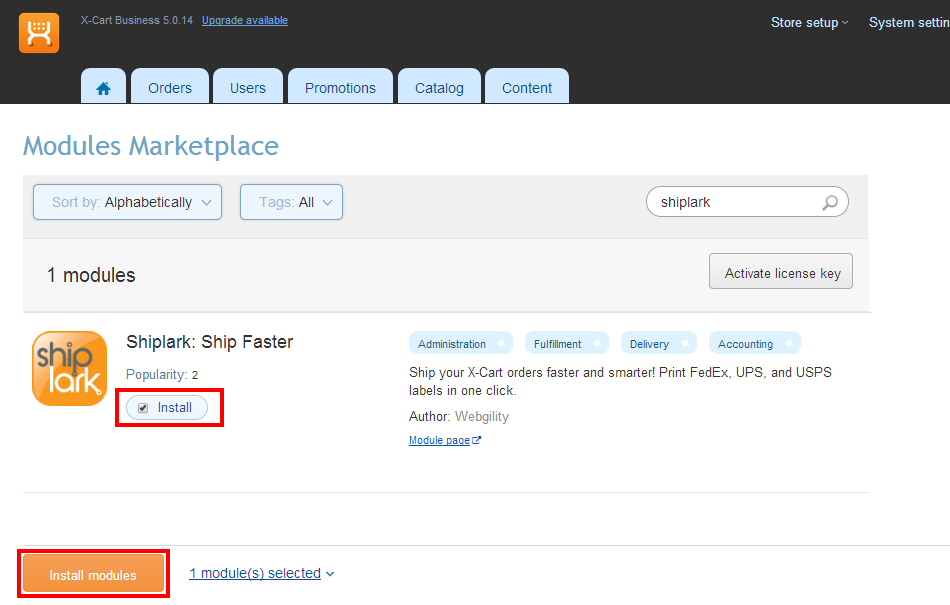 X-Cart Business 5.0.14 Upgrade available
Store setup
System settin
Orders
Users
Promotions
Catalog
Content
Modules Marketplace
Sort by: Alphabetically
Tags: All
shiplark
1 modules
Activate license key
ship
lark
Shiplark: Ship Faster
Popularity: 2
Install
Administration
Fulfillment
Delivery
Accounting
Ship your X-Cart orders faster and smarter! Print FedEx, UPS, and USPS
labels in one click.
Author: Webgility
Module page
Install modules
1 module(s) selected